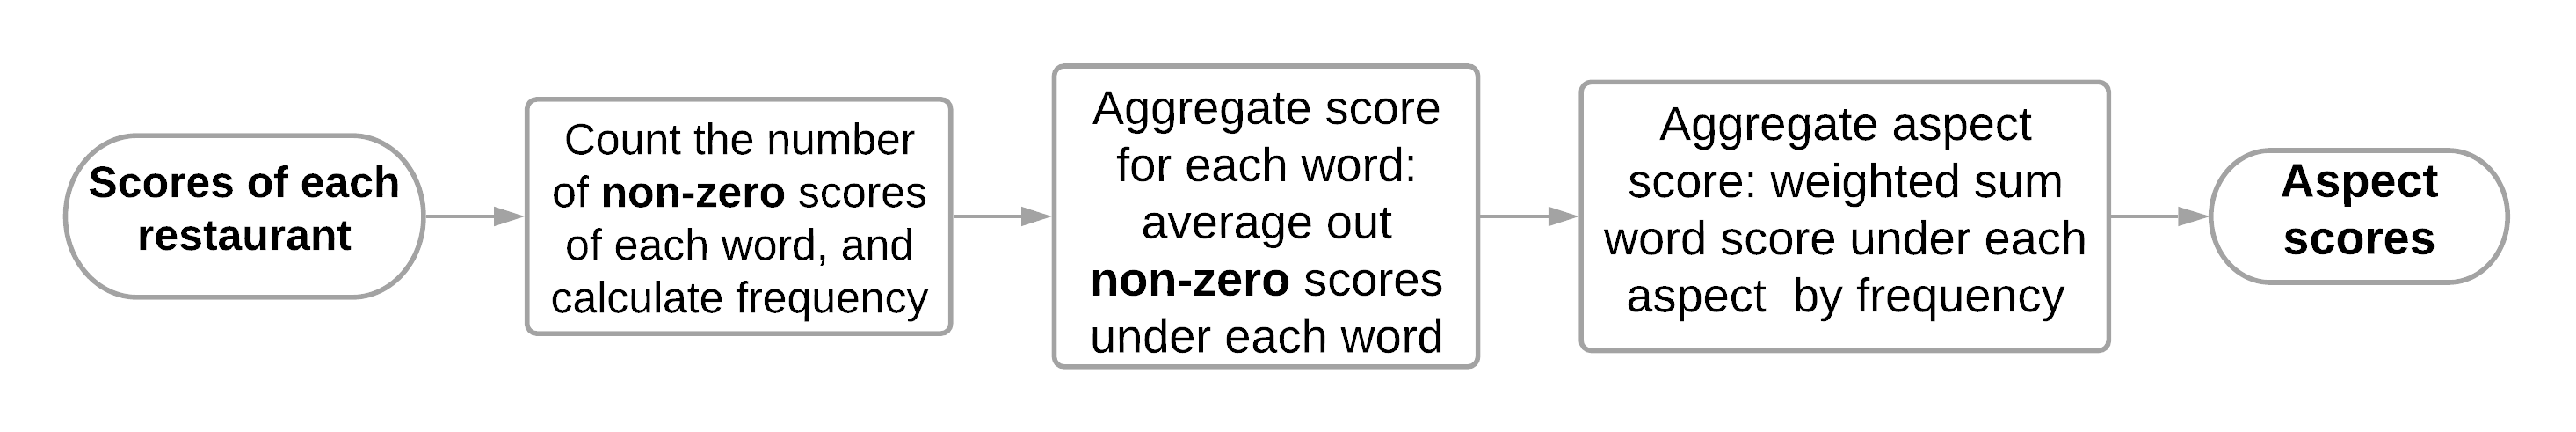 Scores of each
restaurant
Count the number
of non-zero scores
of each word, and
calculate frequency
Aggregate score
for each word:
average out
non-zero scores
under each word
Aggregate aspect
score: weighted sum
word score under each
aspect  by frequency
Aspect
scores